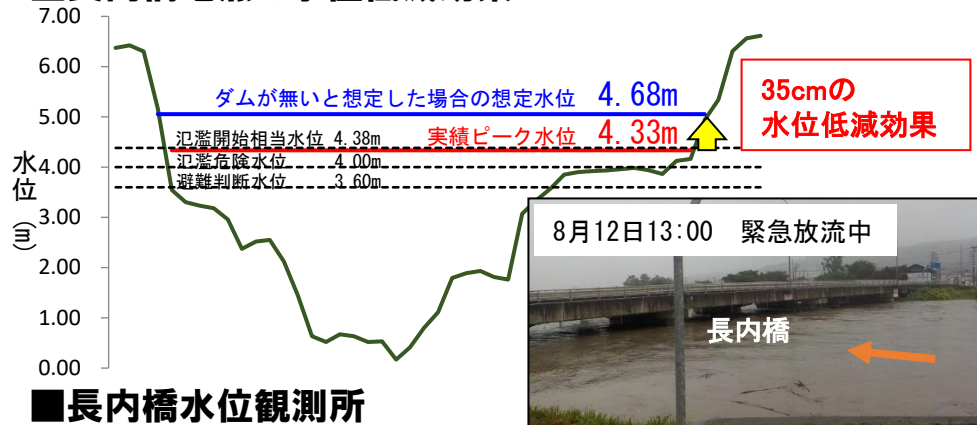 7.00
6.00
5.00
4.00
3.00
2.00
1.00
0.00
水位 (m)
ダムが無いと想定した場合の想定水位 4.68m
氾濫開始相当水位 4.38m
実績ピーク水位 4.33m
氾濫危険水位 4.00m
避難判断水位 3.60m
35cmの
水位低減効果
8月12日13:00 緊急放流中
長内橋
■長内橋水位観測所